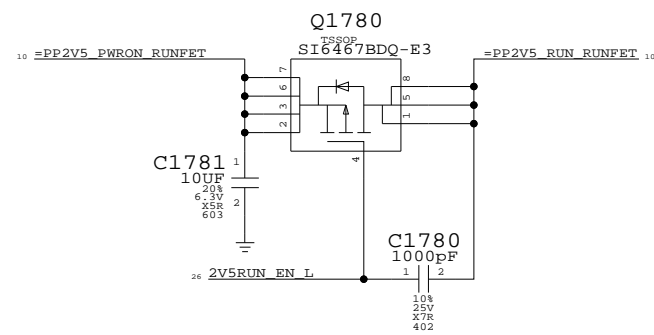 Q1780
TSSOP
SI6467BDQ-E3
10 =PP2V5_PWRON_RUNFET
=PP2V5_RUN_RUNFET 10
7
6
3
2
8
5
1
4
C1781 1
10UF
20%
6.3V 2
X5R
603
C1780
1000pF
26 2V5RUN_EN_L
1 2
10%
25V
X7R
402